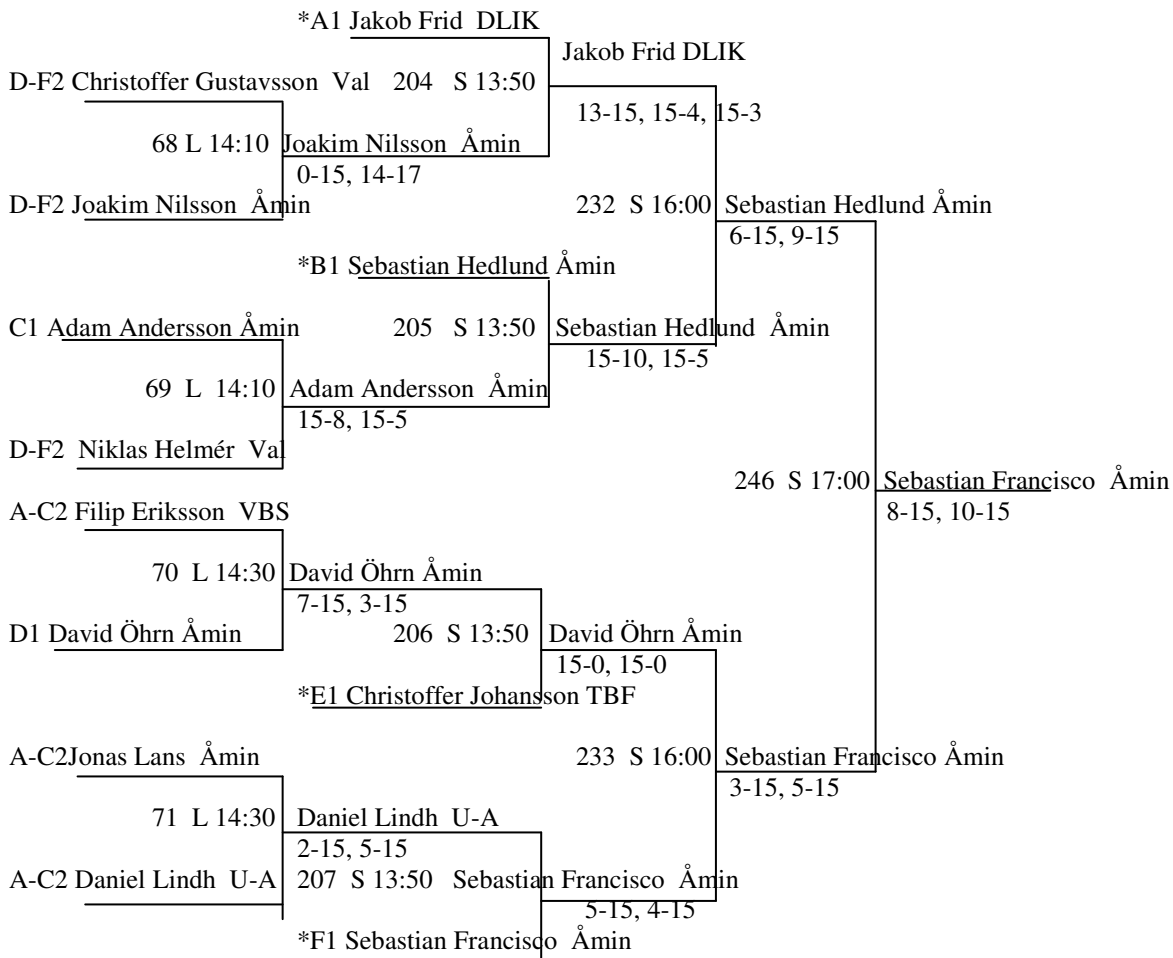 *A1 Jakob Frid DLIK
Jakob Frid DLIK
D-F2 Christoffer Gustavsson Val 204 S 13:50
13-15, 15-4, 15-3
68 L 14:10 Joakim Nilsson Åmin
0-15, 14-17
D-F2 Joakim Nilsson Åmin 232 S 16:00 Sebastian Hedlund Åmin
6-15, 9-15
*B1 Sebastian Hedlund Åmin
C1 Adam Andersson Åmin 205 S 13:50 Sebastian Hedlund Åmin
15-10, 15-5
69 L 14:10 Adam Andersson Åmin
15-8, 15-5
D-F2 Niklas Helmér Val
246 S 17:00 Sebastian Francisco Åmin
8-15, 10-15
A-C2 Filip Eriksson VBS
70 L 14:30 David Öhrn Åmin
7-15, 3-15
D1 David Öhrn Åmin 206 S 13:50 David Öhrn Åmin
15-0, 15-0
*E1 Christoffer Johansson TBF
A-C2Jonas Lans Åmin 233 S 16:00 Sebastian Francisco Åmin
3-15, 5-15
71 L 14:30 Daniel Lindh U-A
2-15, 5-15
A-C2 Daniel Lindh U-A 207 S 13:50 Sebastian Francisco Åmin
5-15, 4-15
*F1 Sebastian Francisco Åmin